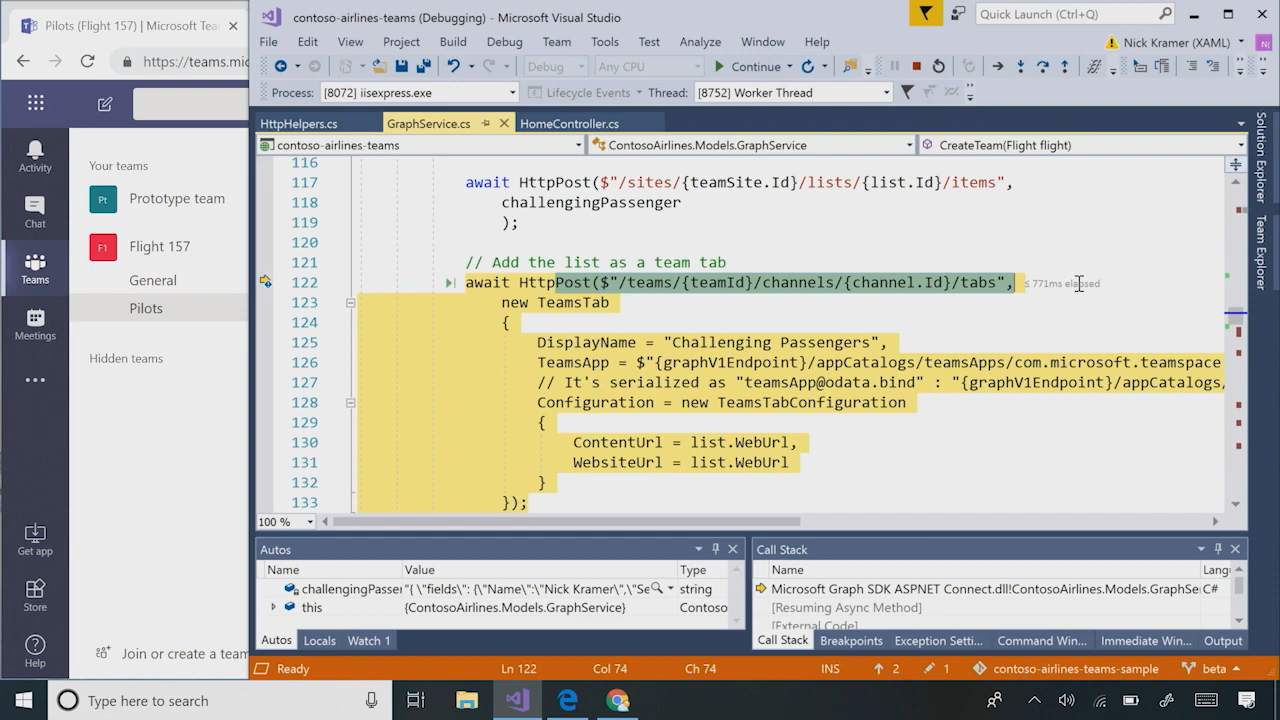 Pilots (Flight 157) | Microsoft Tea
https://teams.mic
Activity
Chat
Teams
Meetings
Get app
Store
Help
Your teams
Pt Prototype team
F1 Flight 157
General
Pilots
Hidden teams
Join or create a team
contoso-airlines-teams (Debugging) - Microsoft Visual Studio
Quick Launch (Ctrl+Q)
File Edit View Project Build Debug Team Tools Test Analyze Window Help
Nick Kramer (XAML) N(
Debug Any CPU Continue
Process: [8072] iisexpress.exe Lifecycle Events Thread: [8752] Worker Thread
HttpHelpers.cs GraphService.cs HomeController.cs
contoso-airlines-teams ContosoAirlines.Models.GraphService CreateTeam(Flight flight)
116
117 await HttpPost($"/sites/{teamSite.Id}/lists/{list.Id}/items",
118 challengingPassenger
119 );
120
121 // Add the list as a team tab
122 await HttpPost($"/teams/{teamId}/channels/{channel.Id}/tabs", ≤ 771ms elapsed
123 new TeamsTab
124 {
125 DisplayName = "Challenging Passengers",
126 TeamsApp = $"{graphV1Endpoint}/appCatalogs/teamsApps/com.microsoft.teamspace
127 // It's serialized as "teamsApp@odata.bind" : "{graphV1Endpoint}/appCatalogs/
128 Configuration = new TeamsTabConfiguration
129 {
130 ContentUrl = list.WebUrl,
131 WebsiteUrl = list.WebUrl
132 }
133 });
100 %
Solution Explorer
Team Explorer
Autos
Name Value Type
challengingPassen "{ \"fields\": {\"Name\":\"Nick Kramer\",\"Se string
this {ContosoAirlines.Models.GraphService} Contoso
Autos Locals Watch 1
Call Stack
Name Langu
Microsoft Graph SDK ASPNET Connect.dll!ContosoAirlines.Models.GraphSer C#
[Resuming Async Method]
[External Code]
Call Stack Breakpoints Exception Setti... Command Win... Immediate Win... Output
Ready Ln 122 Col 74 Ch 74 INS 2 1 contoso-airlines-teams-sample beta
Type here to search